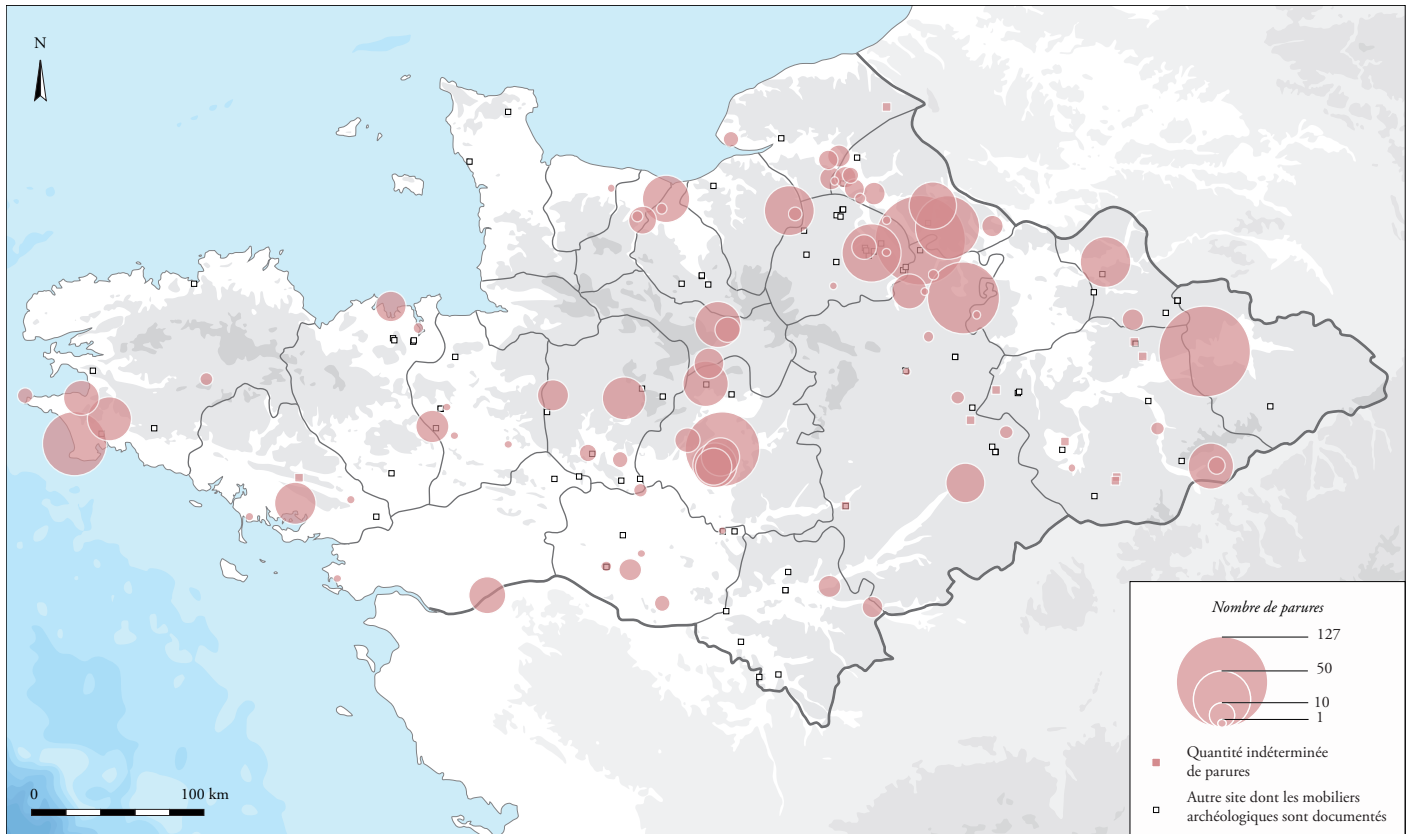 N
Nombre de parures
127
50
10
1
Quantité indéterminée
de parures
Autre site dont les mobiliers
archéologiques sont documentés
0 100 km